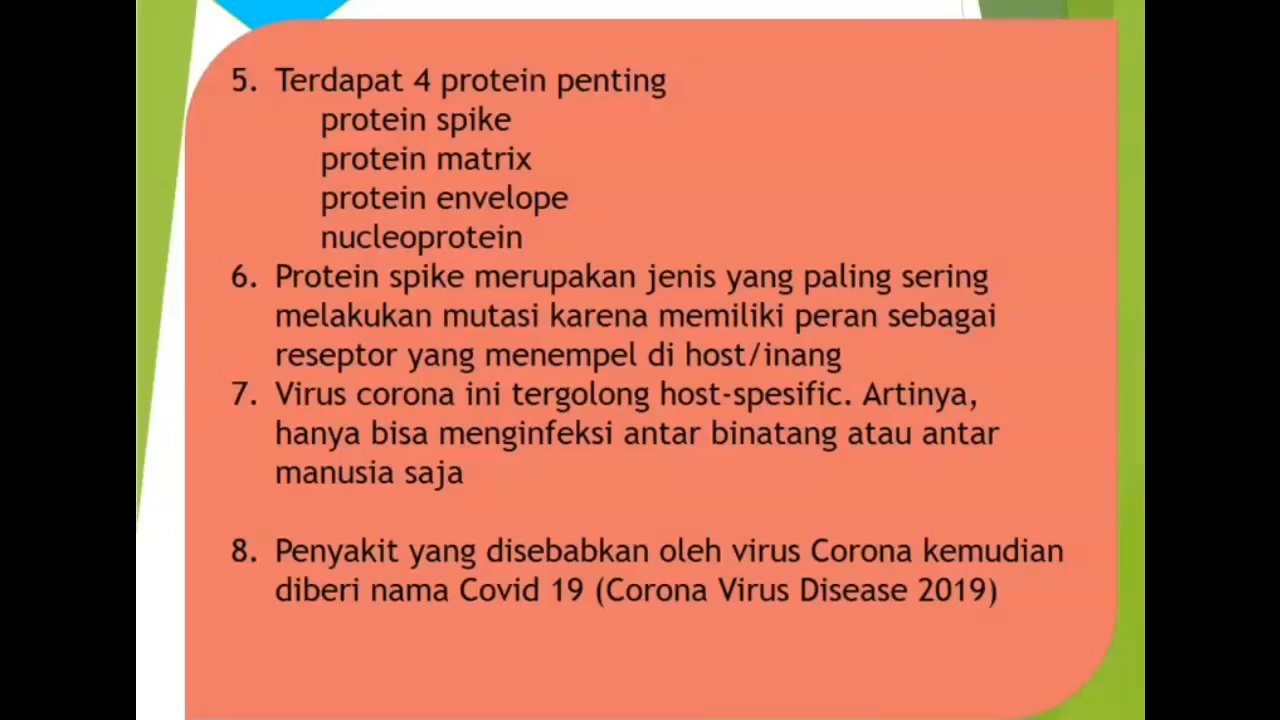 5. Terdapat 4 protein penting
protein spike
protein matrix
protein envelope
nucleoprotein
6. Protein spike merupakan jenis yang paling sering
melakukan mutasi karena memiliki peran sebagai
reseptor yang menempel di host/inang
7. Virus corona ini tergolong host-spesific. Artinya,
hanya bisa menginfeksi antar binatang atau antar
manusia saja
8. Penyakit yang disebabkan oleh virus Corona kemudian
diberi nama Covid 19 (Corona Virus Disease 2019)